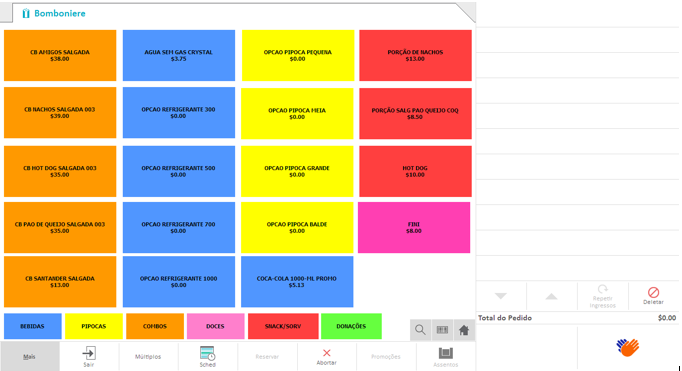 Bomboniere
CB AMIGOS SALGADA
$38.00
AGUA SEM GAS CRYSTAL
$3.75
OPCAO PIPOCA PEQUENA
$0.00
PORÇÃO DE NACHOS
$13.00
CB NACHOS SALGADA 003
$39.00
OPCAO REFRIGERANTE 300
$0.00
OPCAO PIPOCA MEIA
$0.00
PORÇÃO SALG PAO QUEIJO COQ
$8.50
CB HOT DOG SALGADA 003
$35.00
OPCAO REFRIGERANTE 500
$0.00
OPCAO PIPOCA GRANDE
$0.00
HOT DOG
$10.00
CB PAO DE QUEIJO SALGADA 003
$35.00
OPCAO REFRIGERANTE 700
$0.00
OPCAO PIPOCA BALDE
$0.00
FINI
$8.00
CB SANTANDER SALGADA
$13.00
OPCAO REFRIGERANTE 1000
$0.00
COCA-COLA 1000-ML PROMO
$5.13
BEBIDAS
PIPOCAS
COMBOS
DOCES
SNACK/SORV
DONAÇÕES
Repetir
Ingressos
Deletar
Total do Pedido
$0.00
Mais
Sair
Múltiplos
Sched
Reservar
Abortar
Promoções
Assentos